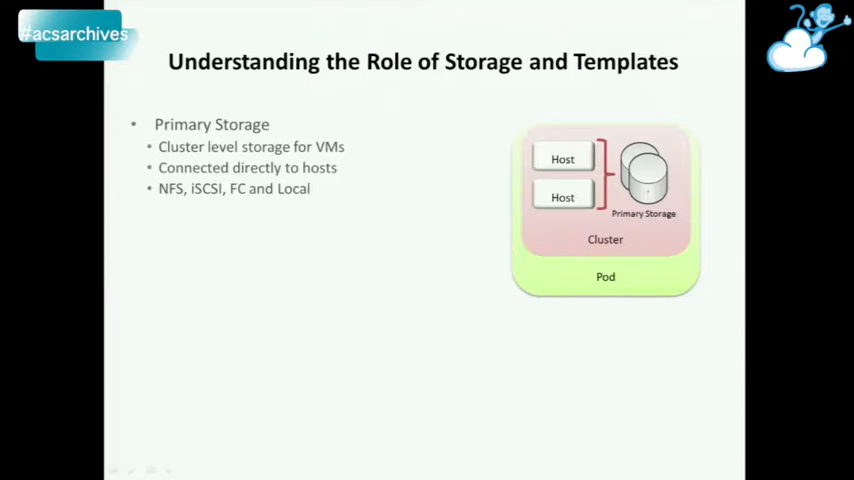 #acsarchives
Understanding the Role of Storage and Templates
• Primary Storage
• Cluster level storage for VMs
• Connected directly to hosts
• NFS, iSCSI, FC and Local
Host
Host
Primary Storage
Cluster
Pod